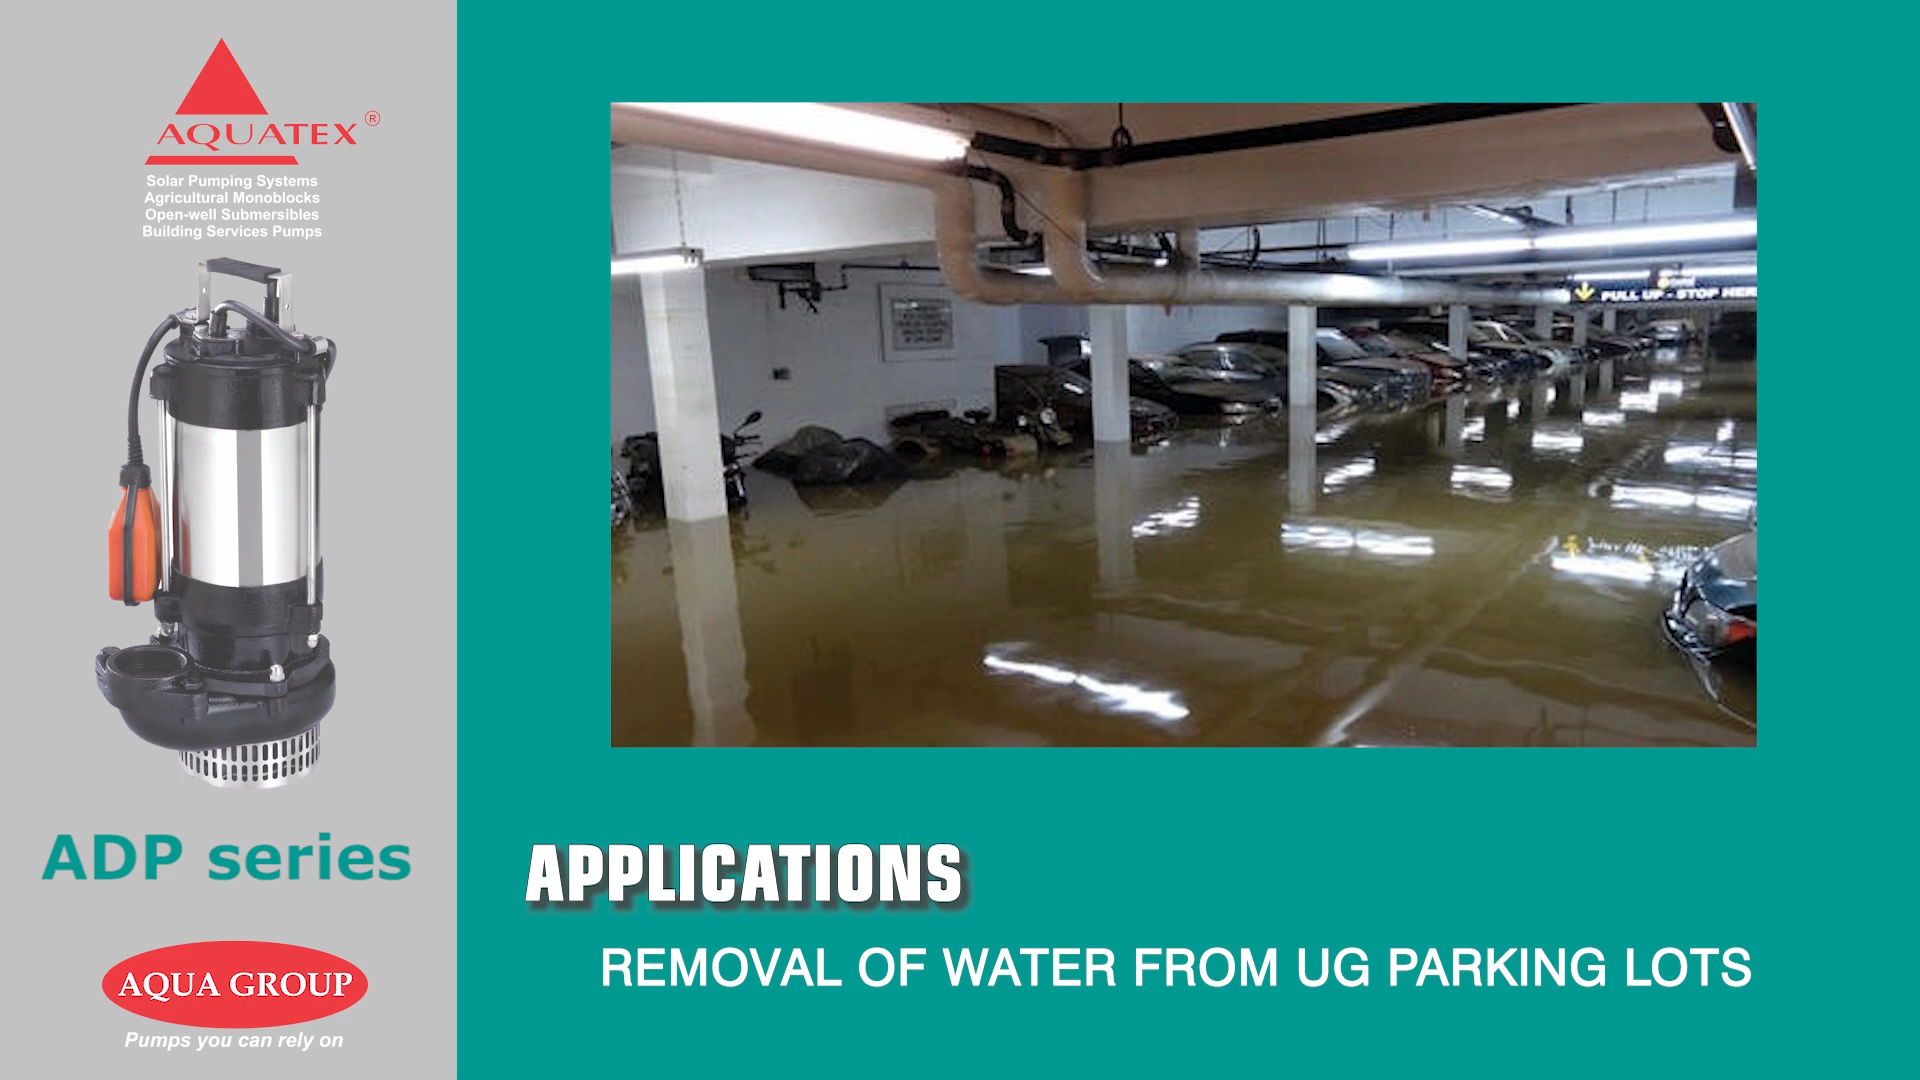 AQUATEX®
Solar Pumping Systems
Agricultural Monoblocks
Open-well Submersibles
Building Services Pumps
ADP series
AQUA GROUP
Pumps you can rely on
PULL UP - STOP HER
APPLICATIONS
REMOVAL OF WATER FROM UG PARKING LOTS